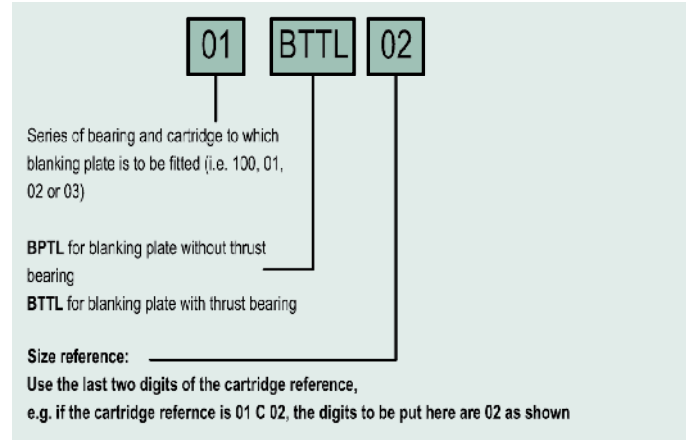 01 BTTL 02
Series of bearing and cartridge to which
blanking plate is to be fitted (i.e. 100, 01,
02 or 03)
BPTL for blanking plate without thrust
bearing
BTTL for blanking plate with thrust bearing
Size reference:
Use the last two digits of the cartridge reference,
e.g. if the cartridge refernce is 01 C 02, the digits to be put here are 02 as shown